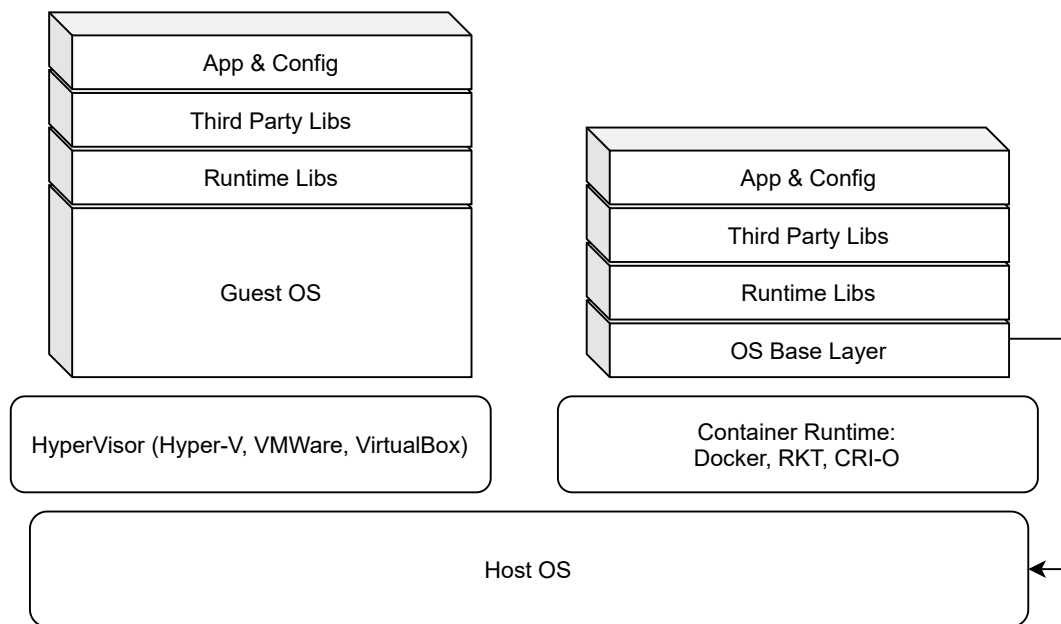 App & Config
Third Party Libs
Runtime Libs
Guest OS
HyperVisor (Hyper-V, VMWare, VirtualBox)
App & Config
Third Party Libs
Runtime Libs
OS Base Layer
Container Runtime:
Docker, RKT, CRI-O
Host OS